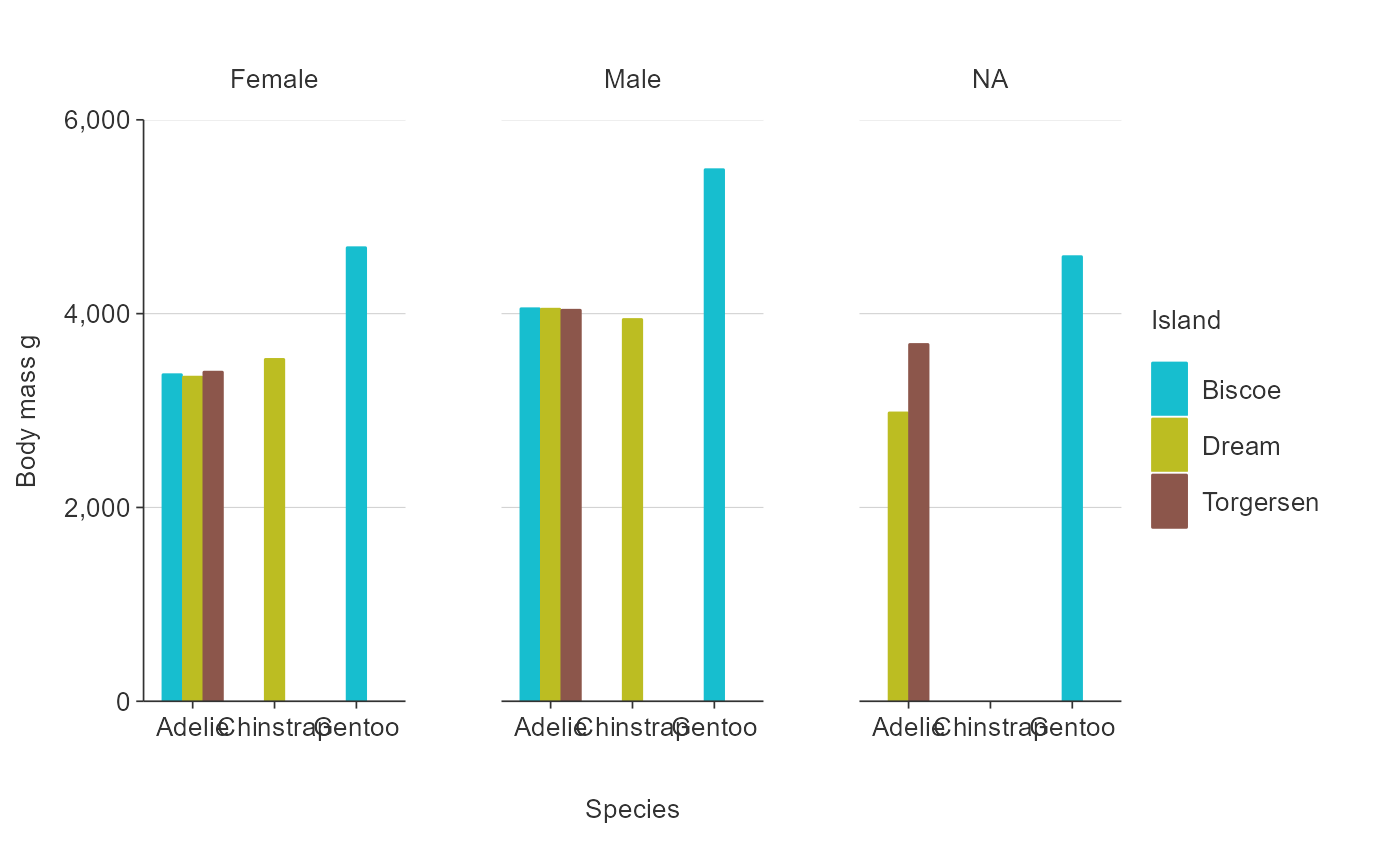 Female Male NA
6,000
4,000
2,000
0
Body mass g
Adelie Chinstrap Gentoo Adelie Chinstrap Gentoo Adelie Chinstrap Gentoo
Species
Island
Biscoe
Dream
Torgersen